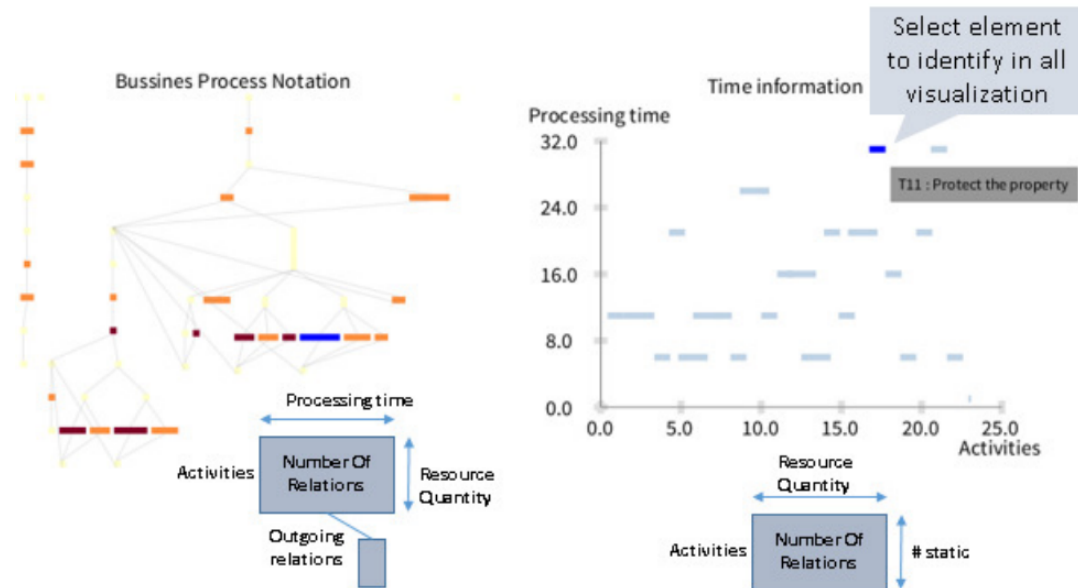 Select element
to identify in all
visualization
Bussines Process Notation
Time information
Processing time
32.0
T11 : Protect the property
24.0
16.0
8.0
0.0
0.0 5.0 10.0 15.0 20.0 25.0
Activities
Processing time
Activities
Number Of
Relations
Resource
Quantity
Outgoing
relations
Resource
Quantity
Activities
Number Of
Relations
# static